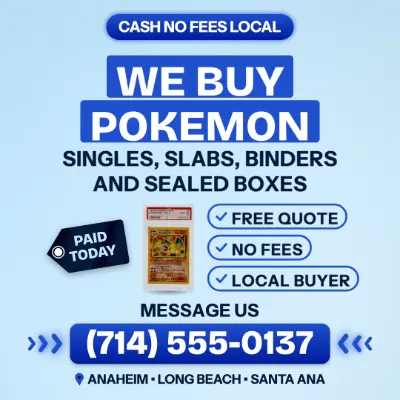 CASH NO FEES LOCAL
WE BUY
POKEMON
SINGLES, SLABS, BINDERS
AND SEALED BOXES
PAID
TODAY
FREE QUOTE
NO FEES
LOCAL BUYER
MESSAGE US
(714) 555-0137
ANAHEIM • LONG BEACH • SANTA ANA